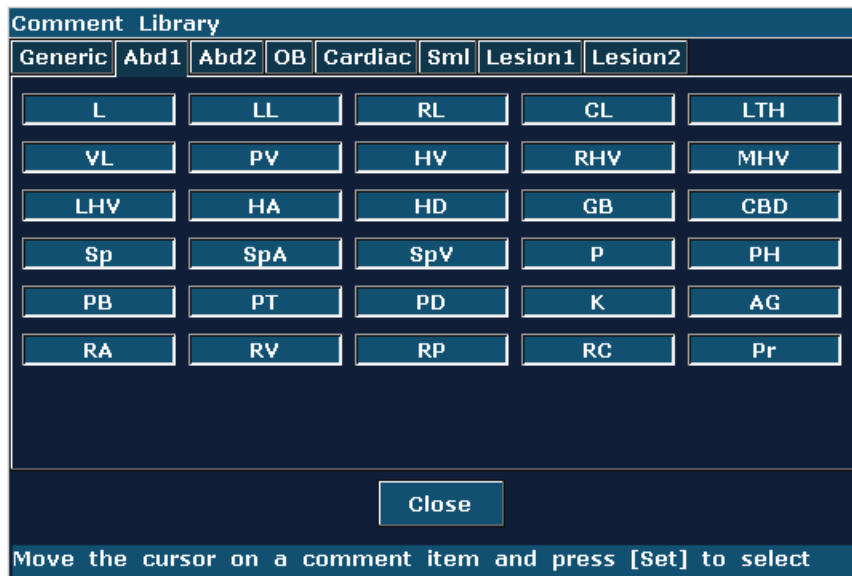 Comment Library
Generic Abd1 Abd2 OB Cardiac Sml Lesion1 Lesion2
L LL RL CL LTH
VL PV HV RHV MHV
LHV HA HD GB CBD
Sp SpA SpV P PH
PB PT PD K AG
RA RV RP RC Pr
Close
Move the cursor on a comment item and press [Set] to select